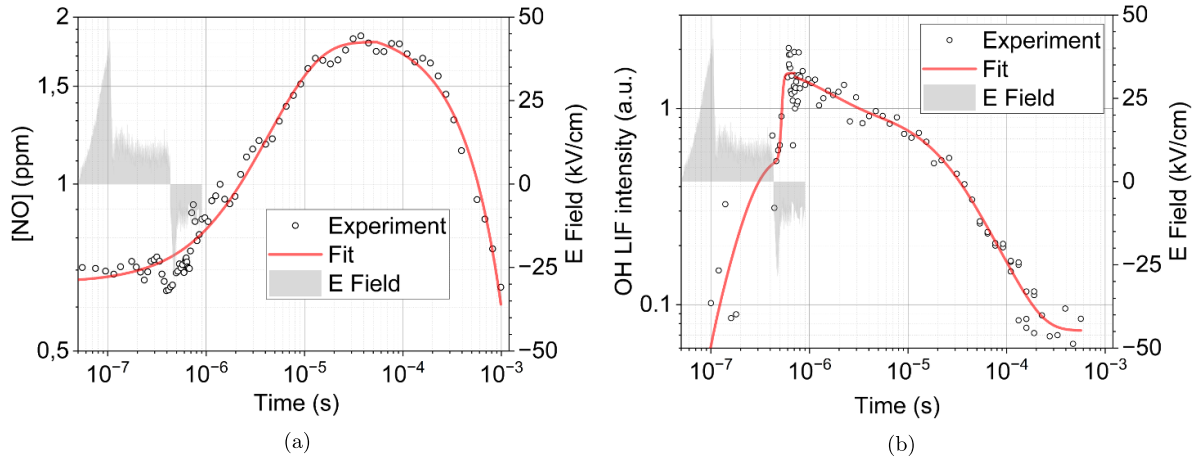 2
1.5
1
0,5
[NO] (ppm)
50
25
0
−25
−50
E Field (kV/cm)
Experiment
Fit
E Field
10−7
10−6
10−5
10−4
10−3
Time (s)
(a)
1
0.1
OH LIF intensity (a.u.)
50
25
0
−25
−50
E Field (kV/cm)
Experiment
Fit
E Field
10−7
10−6
10−5
10−4
10−3
Time (s)
(b)